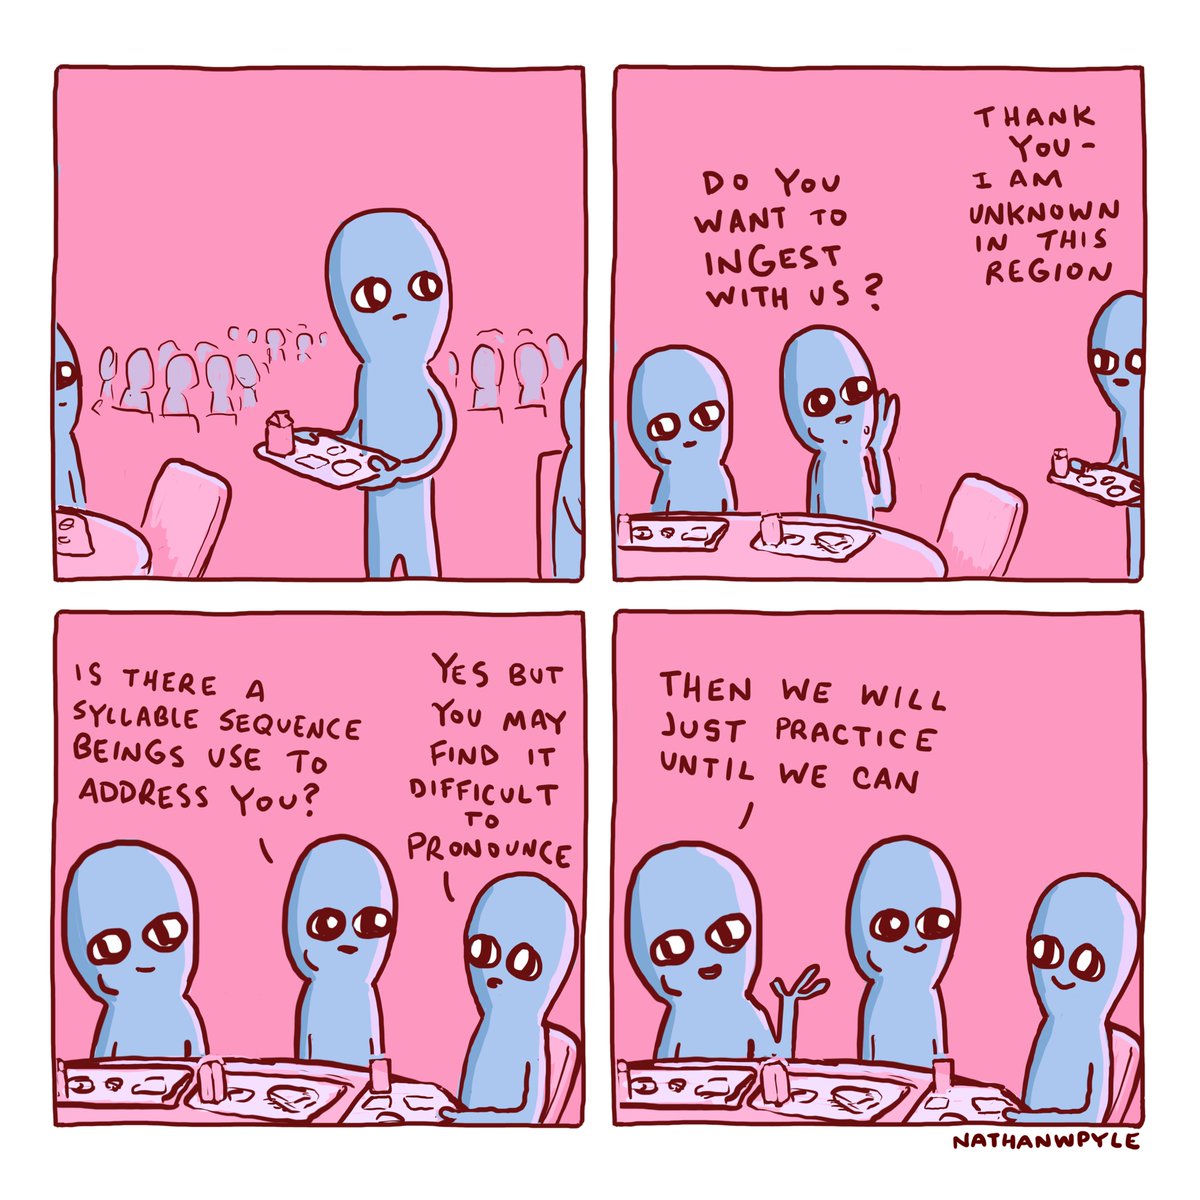 DO YOU
WANT TO
INGEST
WITH US?
THANK
YOU-
I AM
UNKNOWN
IN THIS
REGION
IS THERE A
SYLLABLE SEQUENCE
BEINGS USE TO
ADDRESS YOU?
YES BUT
YOU MAY
FIND IT
DIFFICULT
TO
PRONOUNCE
THEN WE WILL
JUST PRACTICE
UNTIL WE CAN
NATHANWPYLE